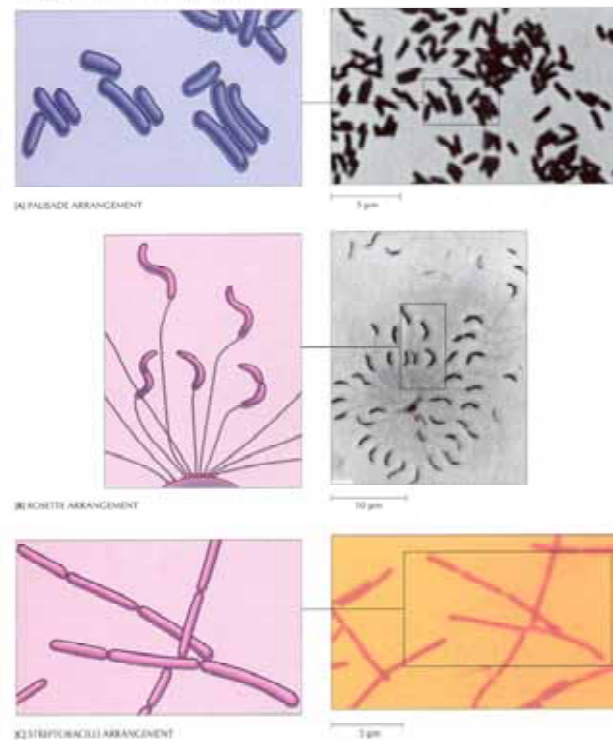 [A] PALISADE ARRANGEMENT
5 µm
[B] ROSETTE ARRANGEMENT
10 µm
[C] STREPTOBACILLI ARRANGEMENT
5 µm